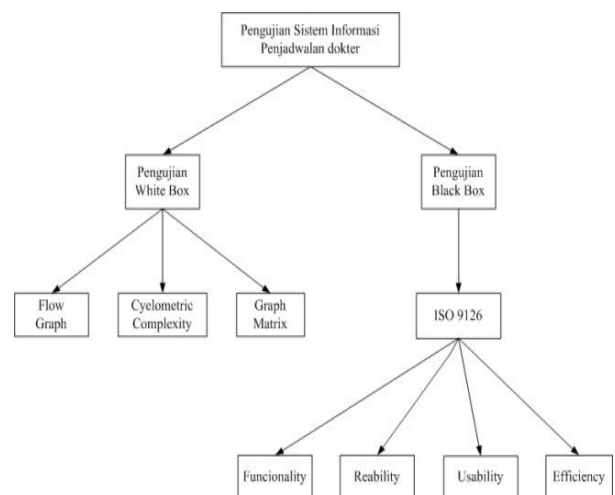 Pengujian Sistem Informasi
Penjadwalan dokter
Pengujian
White Box
Pengujian
Black Box
Flow
Graph
Cyelometric
Complexity
Graph
Matrix
ISO 9126
Funcionality
Reability
Usability
Efficiency